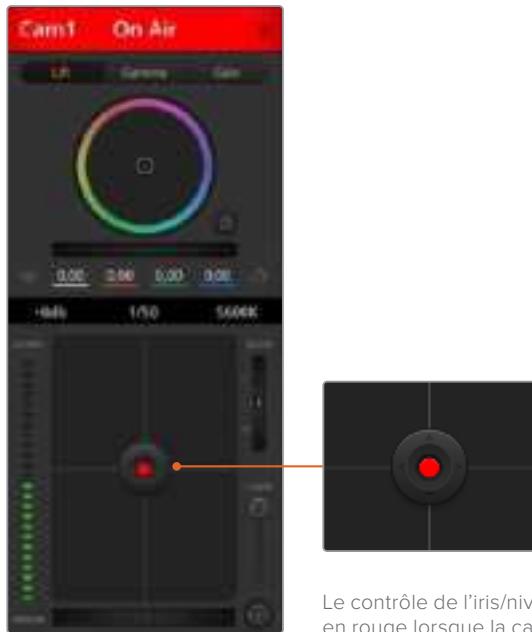 Cam1 On Air
Lift Gamma Gain
0.00 0.00 0.00 0.00
1/50 5600K
Le contrôle de l’iris/niv
en rouge lorsque la ca